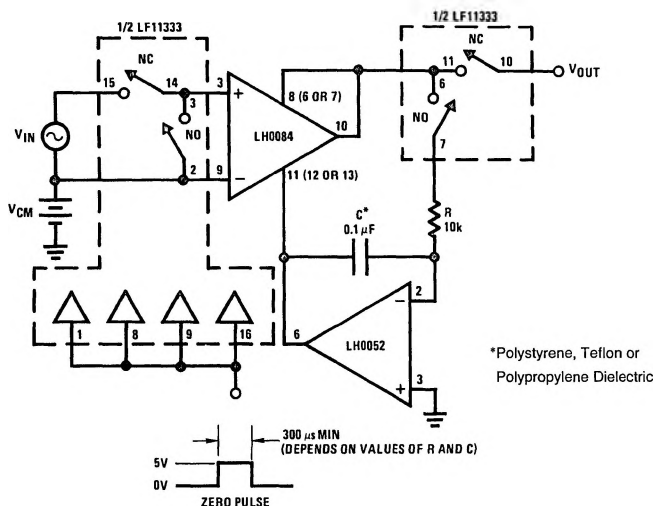 1/2 LF11333
1/2 LF11333
NC
NC
15
14
3
3
NO
8 (6 OR 7)
11
10
VOUT
6
NO
7
VIN
+
LH0084
10
2
9
−
11 (12 OR 13)
VCM
C*
0.1 μF
R
10k
1
8
9
16
6
LH0052
2
−
+
3
*Polystyrene, Teflon or
Polypropylene Dielectric
300 μs MIN
(DEPENDS ON VALUES OF R AND C)
5V
0V
ZERO PULSE